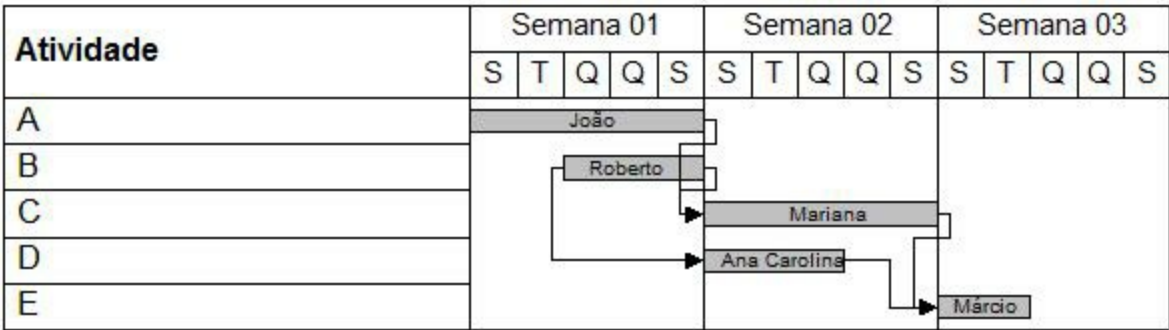 Atividade
Semana 01 Semana 02 Semana 03
S T Q Q S S T Q Q S S T Q Q S
A João
B Roberto
C Mariana
D Ana Carolina
E Márcio